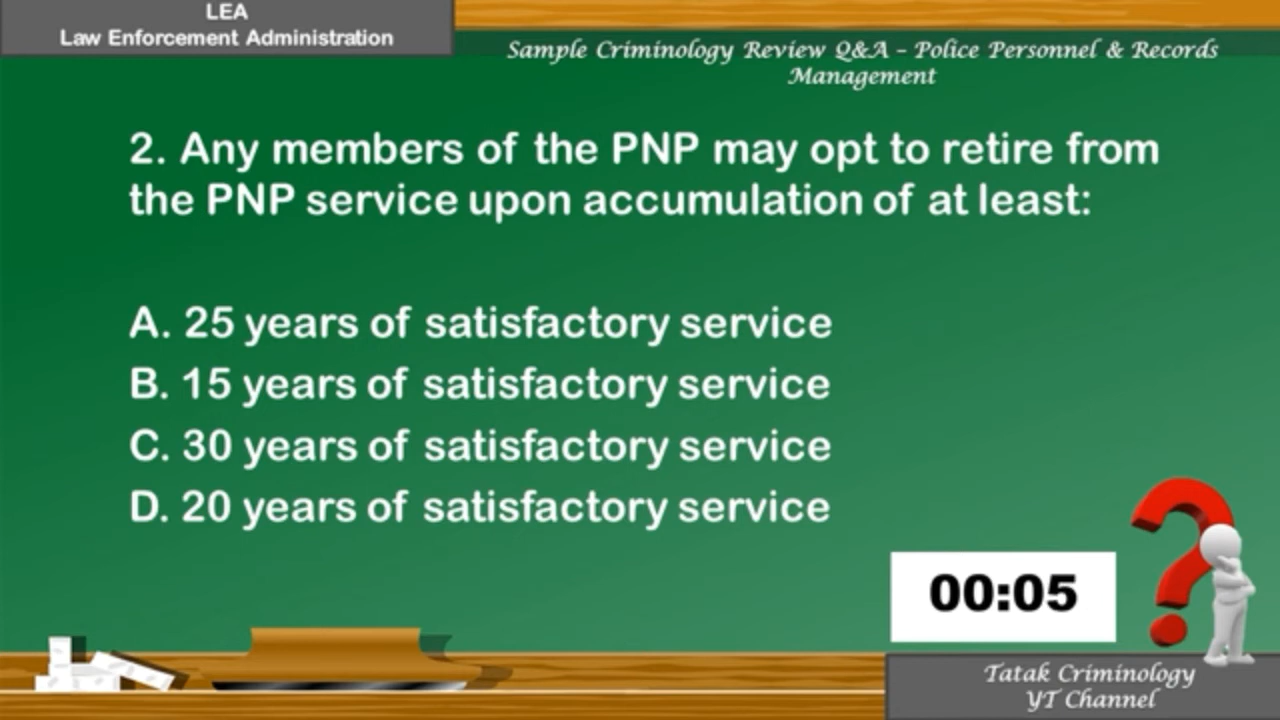 LEA
Law Enforcement Administration
Sample Criminology Review Q&A – Police Personnel & Records
Management
2. Any members of the PNP may opt to retire from
the PNP service upon accumulation of at least:
A. 25 years of satisfactory service
B. 15 years of satisfactory service
C. 30 years of satisfactory service
D. 20 years of satisfactory service
00:05
Tatak Criminology
YT Channel